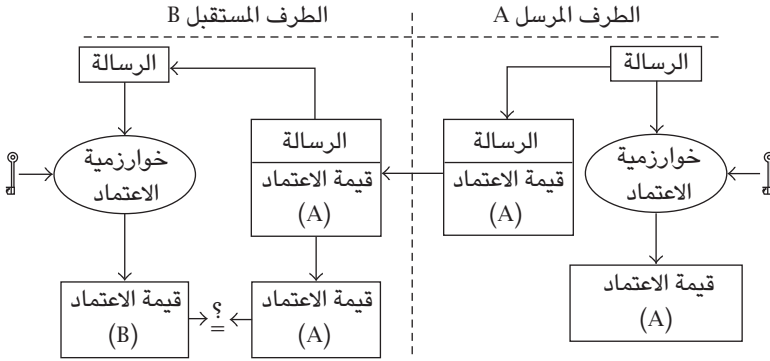 الطرف المرسل A
الطرف المستقبل B
الرسالة
خوارزمية
الاعتماد
قيمة الاعتماد
(A)
الرسالة
قيمة الاعتماد
(A)
الرسالة
قيمة الاعتماد
(A)
قيمة الاعتماد
(A)
؟
=
الرسالة
خوارزمية
الاعتماد
قيمة الاعتماد
(B)